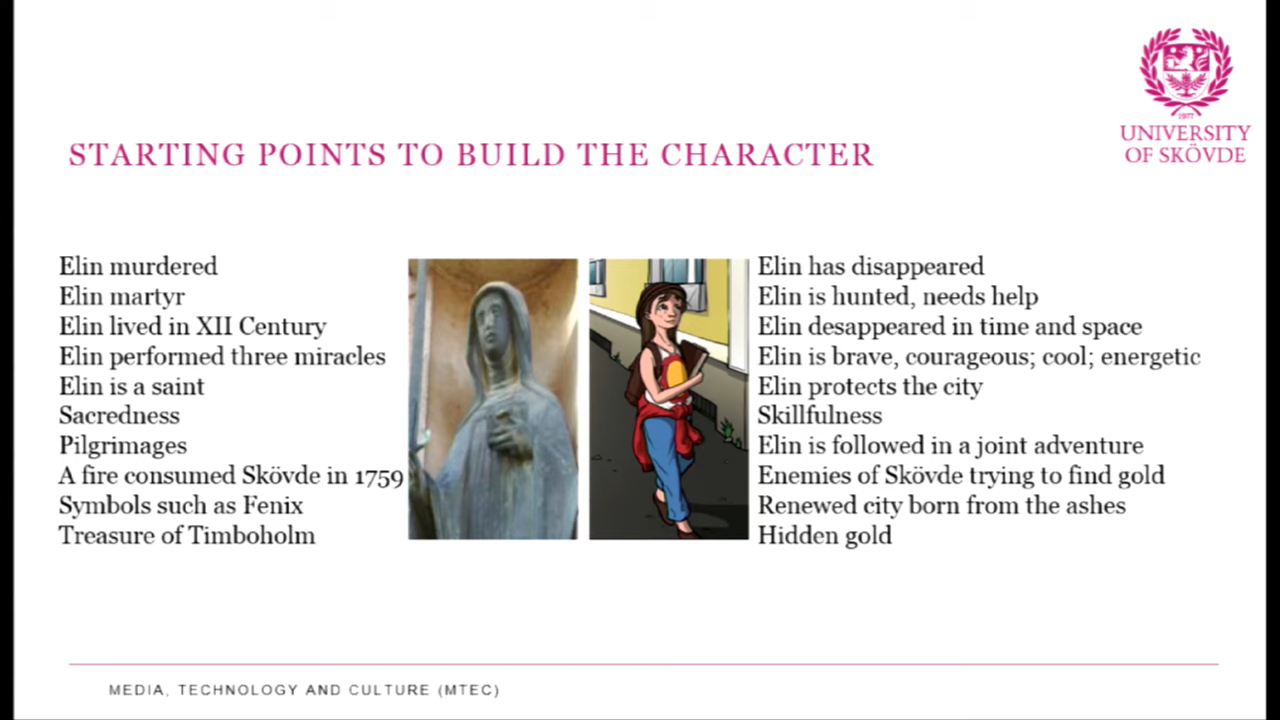 1977
UNIVERSITY
OF SKÖVDE
STARTING POINTS TO BUILD THE CHARACTER
Elin murdered
Elin martyr
Elin lived in XII Century
Elin performed three miracles
Elin is a saint
Sacredness
Pilgrimages
A fire consumed Skövde in 1759
Symbols such as Fenix
Treasure of Timboholm
Elin has disappeared
Elin is hunted, needs help
Elin desappeared in time and space
Elin is brave, courageous; cool; energetic
Elin protects the city
Skillfulness
Elin is followed in a joint adventure
Enemies of Skövde trying to find gold
Renewed city born from the ashes
Hidden gold
MEDIA, TECHNOLOGY AND CULTURE (MTEC)